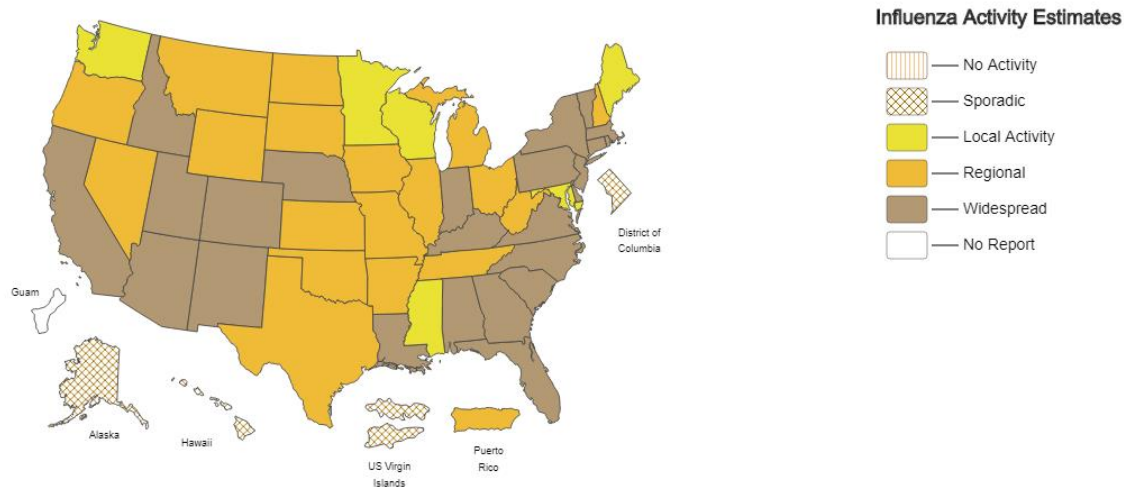 Influenza Activity Estimates
No Activity
Sporadic
Local Activity
Regional
Widespread
No Report
District of
Columbia
Guam
Alaska
Hawaii
US Virgin
Islands
Puerto
Rico